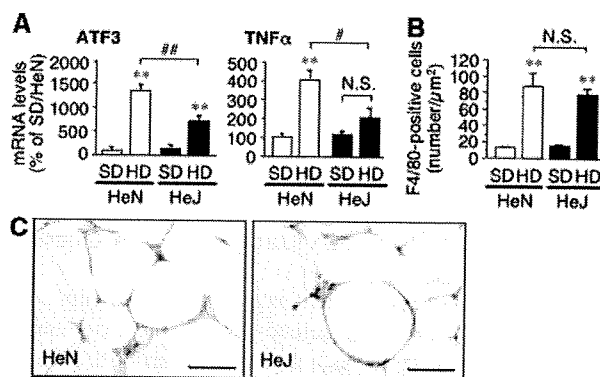 A
ATF3
mRNA levels
(% of SD/HeN)
2000
1500
1000
500
0
**
##
**
SD HD SD HD
HeN HeJ
TNFα
500
400
300
200
100
0
**
#
N.S.
SD HD SD HD
HeN HeJ
B
F4/80-positive cells
(number/μm²)
120
100
80
60
40
20
0
N.S.
**
**
SD HD SD HD
HeN HeJ
C
HeN
HeJ